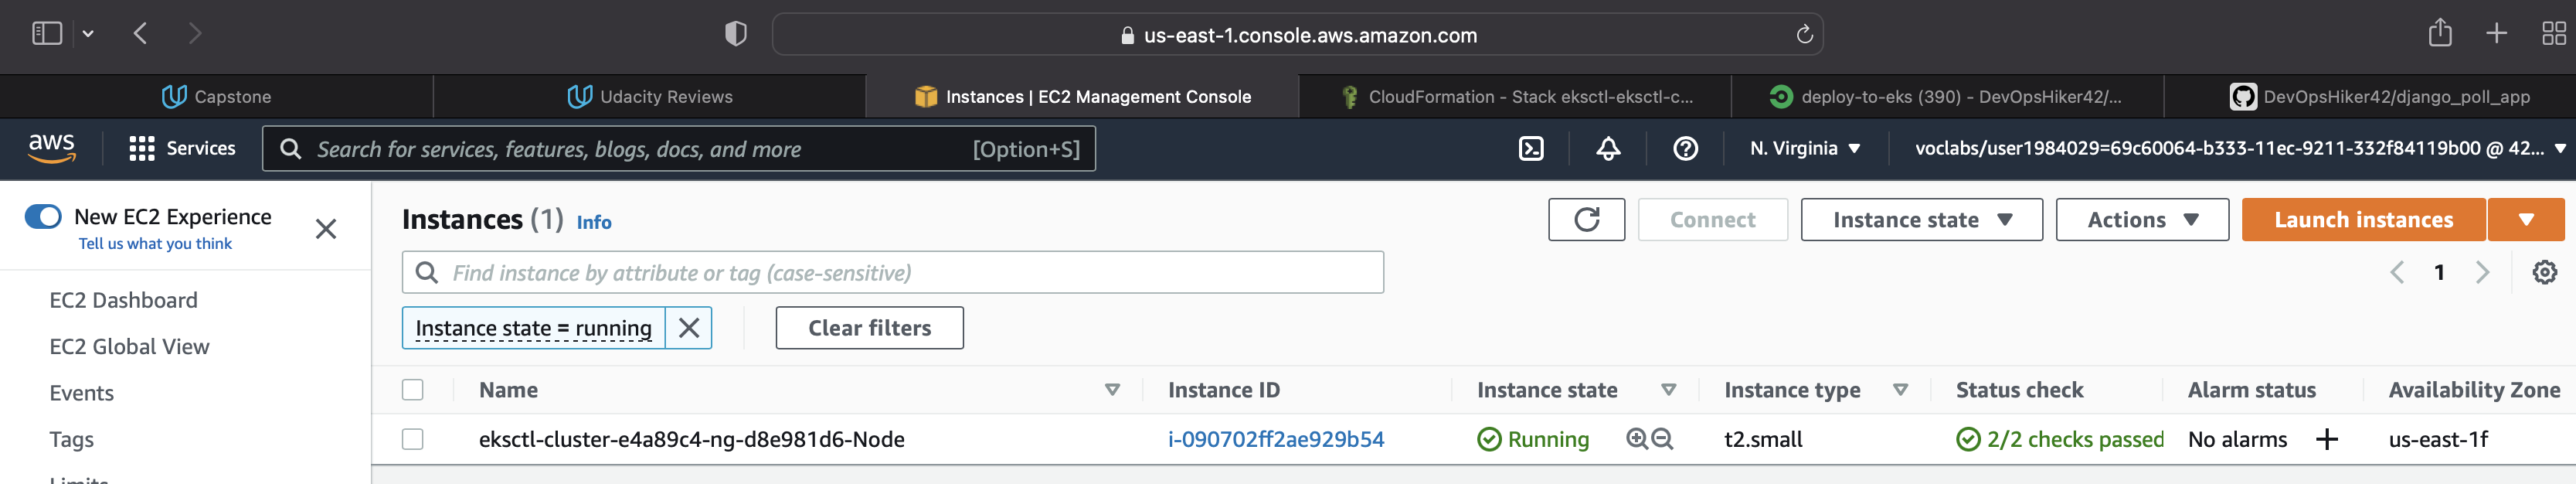 us-east-1.console.aws.amazon.com
Capstone
Udacity Reviews
Instances | EC2 Management Console
CloudFormation - Stack eksctl-eksctl-c...
deploy-to-eks (390) - DevOpsHiker42/...
DevOpsHiker42/django_poll_app
aws
Services
Search for services, features, blogs, docs, and more
[Option+S]
N. Virginia
voclabs/user1984029=69c60064-b333-11ec-9211-332f84119b00 @ 42...
New EC2 Experience
Tell us what you think
EC2 Dashboard
EC2 Global View
Events
Tags
Limits
Instances (1) Info
Connect
Instance state
Actions
Launch instances
Find instance by attribute or tag (case-sensitive)
1
Instance state = running
Clear filters
Name Instance ID Instance state Instance type Status check Alarm status Availability Zone
eksctl-cluster-e4a89c4-ng-d8e981d6-Node i-090702ff2ae929b54 Running t2.small 2/2 checks passed No alarms us-east-1f